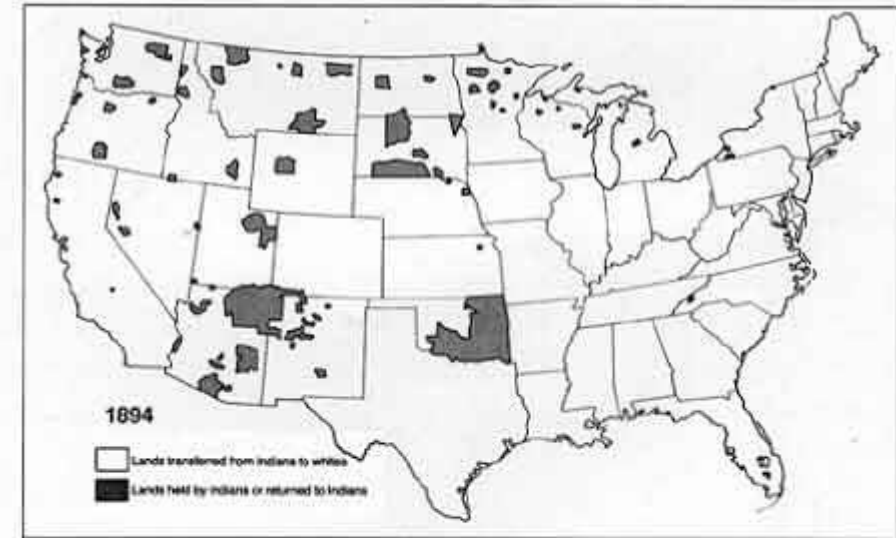 1894
Lands transferred from Indians to whites
Lands held by Indians or returned to Indians